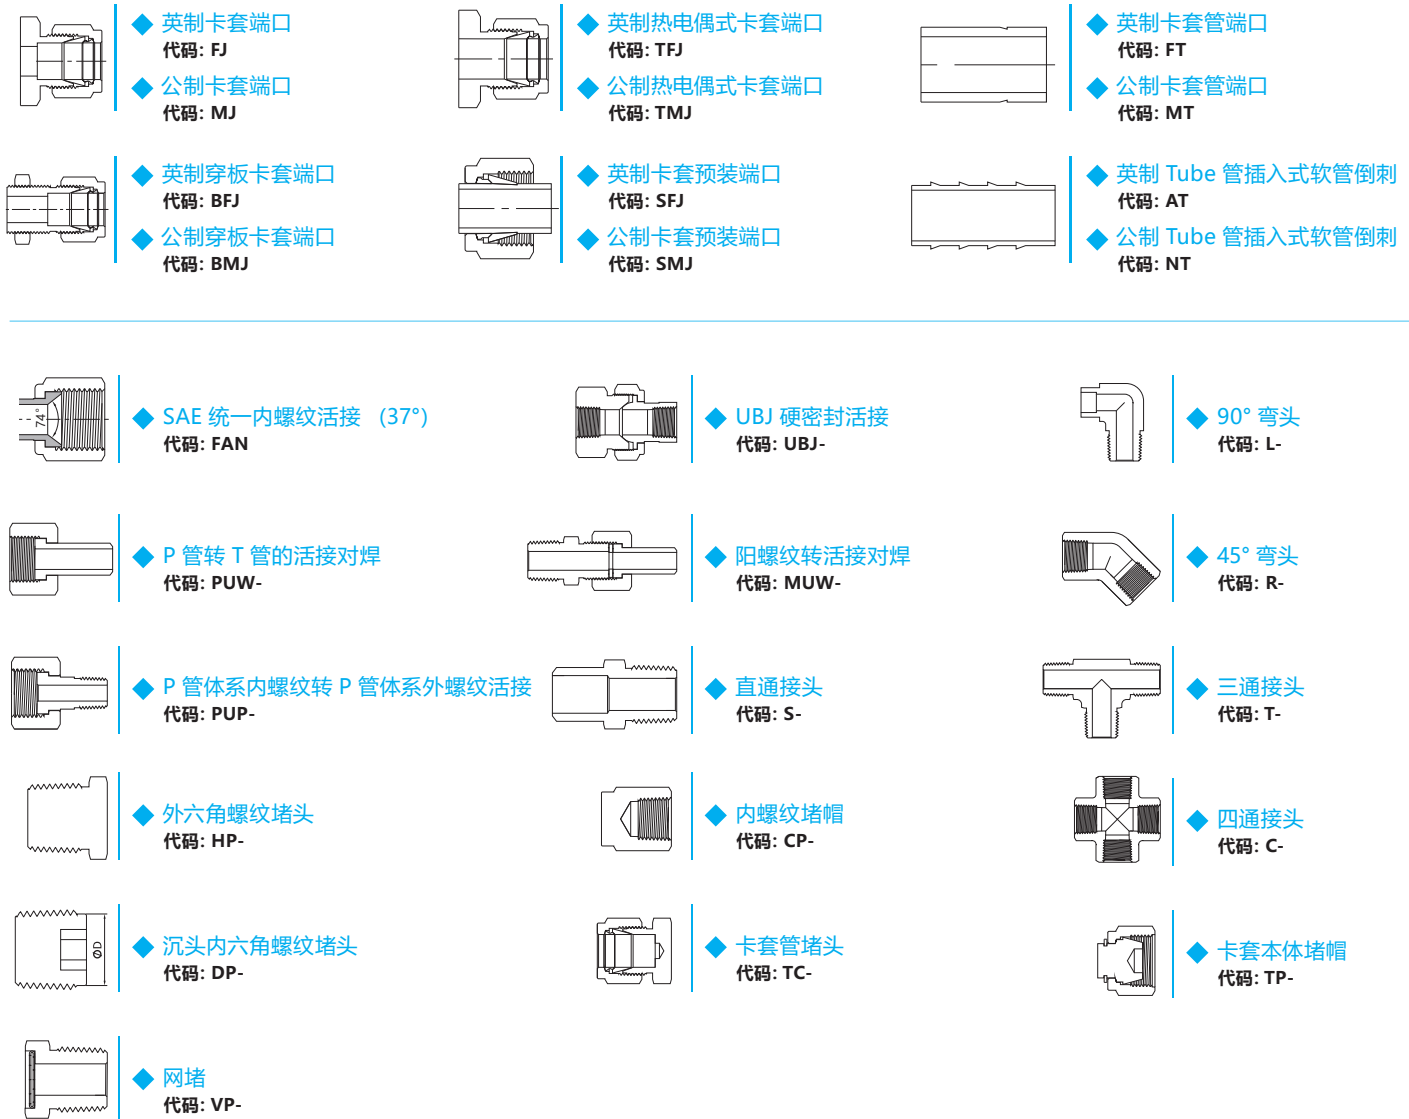 英制卡套端口
代码: FJ
公制卡套端口
代码: MJ
英制热电偶式卡套端口
代码: TFJ
公制热电偶式卡套端口
代码: TMJ
英制卡套管端口
代码: FT
公制卡套管端口
代码: MT
英制穿板卡套端口
代码: BFJ
公制穿板卡套端口
代码: BMJ
英制卡套预装端口
代码: SFJ
公制卡套预装端口
代码: SMJ
英制 Tube 管插入式软管倒刺
代码: AT
公制 Tube 管插入式软管倒刺
代码: NT
74°
SAE 统一内螺纹活接 (37°)
代码: FAN
UBJ 硬密封活接
代码: UBJ-
90° 弯头
代码: L-
P 管转 T 管的活接对焊
代码: PUW-
阳螺纹转活接对焊
代码: MUW-
45° 弯头
代码: R-
P 管体系内螺纹转 P 管体系外螺纹活接
代码: PUP-
直通接头
代码: S-
三通接头
代码: T-
外六角螺纹堵头
代码: HP-
内螺纹堵帽
代码: CP-
四通接头
代码: C-
ØD
沉头内六角螺纹堵头
代码: DP-
卡套管堵头
代码: TC-
卡套本体堵帽
代码: TP-
网堵
代码: VP-